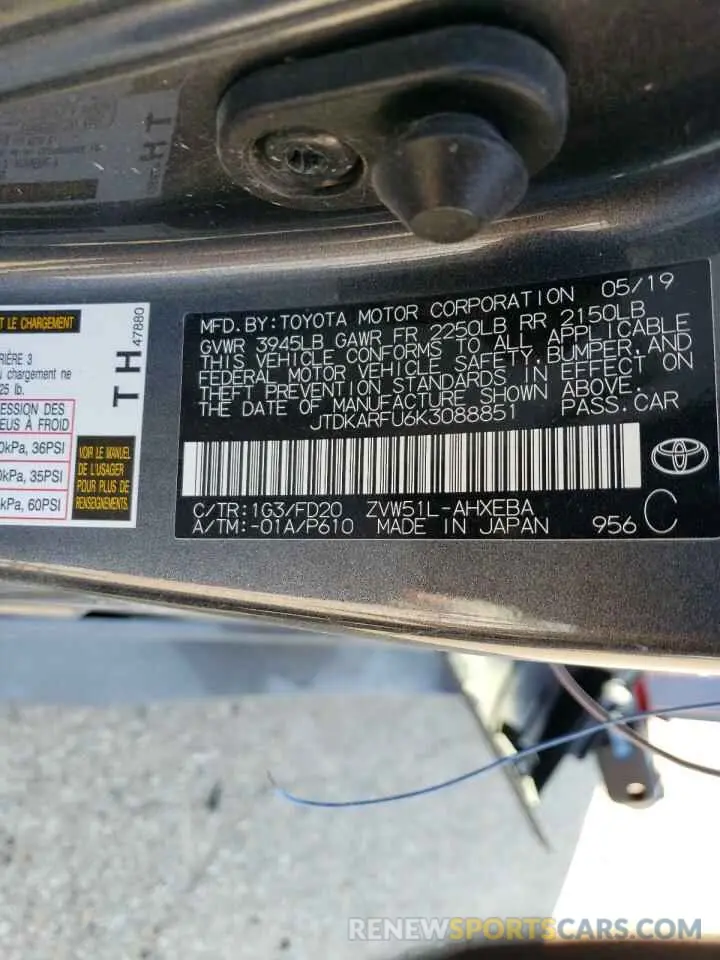 HT
T LE CHARGEMENT
RIÈRE 3
chargement ne
25 lb.
ESSION DES
EUS À FROID
0kPa, 36PSI
0kPa, 35PSI
kPa, 60PSI
VOIR LE MANUEL
DE L'USAGER
POUR PLUS DE
RENSEIGNEMENTS
TH 47880
MFD.BY:TOYOTA MOTOR CORPORATION 05/19
GVWR 3945LB GAWR FR 2250LB RR 2150LB
THIS VEHICLE CONFORMS TO ALL APPLICABLE
FEDERAL MOTOR VEHICLE SAFETY,BUMPER,AND
THEFT PREVENTION STANDARDS IN EFFECT ON
THE DATE OF MANUFACTURE SHOWN ABOVE.
JTDKARFU6K3088851 PASS.CAR
C/TR:1G3/FD20 ZVW51L-AHXEBA
A/TM:-01A/P610 MADE IN JAPAN 956 C
RENEWSPORTSCARS.COM